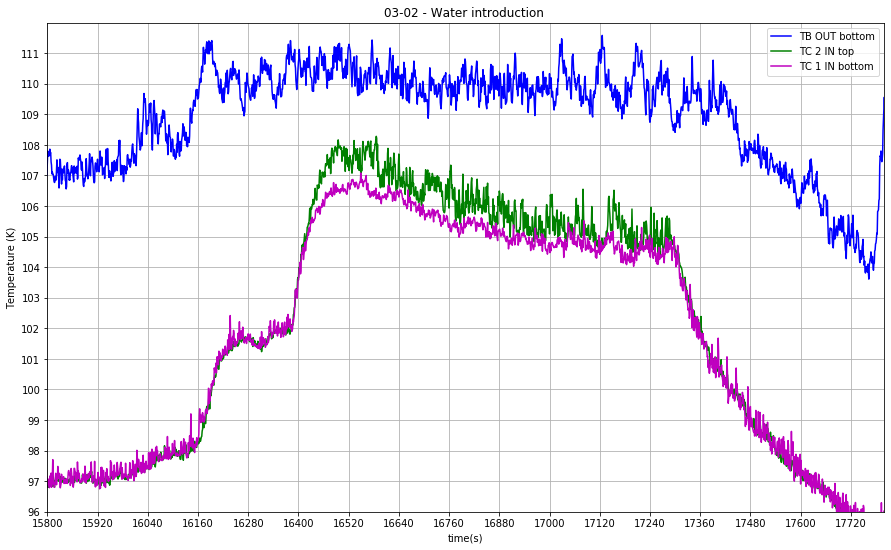 03-02 - Water introduction
TB OUT bottom
TC 2 IN top
TC 1 IN bottom
Temperature (K)
111
110
109
108
107
106
105
104
103
102
101
100
99
98
97
96
15800 15920 16040 16160 16280 16400 16520 16640 16760 16880 17000 17120 17240 17360 17480 17600 17720
time(s)